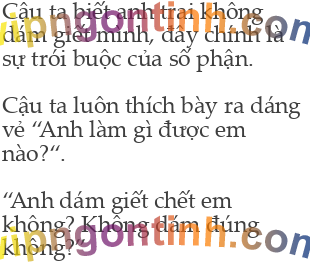 Cậu ta biết anh trai không
dám giết mình, đây chính là
sự trói buộc của số phận.
Cậu ta luôn thích bày ra dáng
vẻ “Anh làm gì được em
nào?“.
“Anh dám giết chết em
không? Không dám đúng
không?“
vipngontinh.com
vipngontinh.com